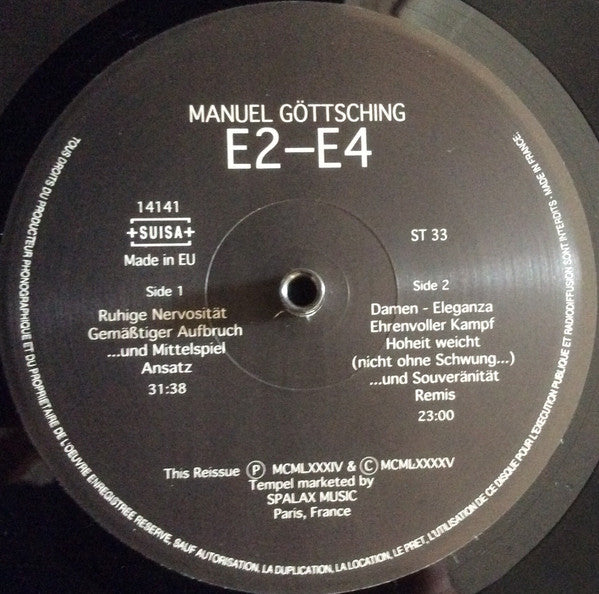 MANUEL GÖTTSCHING
E2–E4
14141
SUISA
Made in EU
ST 33
Side 1
Ruhige Nervosität
Gemäßtiger Aufbruch
...und Mittelspiel
Ansatz
31:38
Side 2
Damen - Eleganza
Ehrenvoller Kampf
Hoheit weicht
(nicht ohne Schwung...)
...und Souveränität
Remis
23:00
This Reissue Ⓟ MCMLXXXIV & Ⓒ MCMLXXXXV
Tempel marketed by
SPALAX MUSIC
Paris, France
TOUS DROITS DU PRODUCTEUR PHONOGRAPHIQUE ET DU PROPRIETAIRE DE L'OEUVRE ENREGISTREE RESERVE, SAUF AUTORISATION, LA DUPLICATION, LA LOCATION, LE PRET, L'UTILISATION DE CE DISQUE POUR L'EXECUTION PUBLIQUE ET RADIODIFFUSION SONT INTERDITS - MADE IN FRANCE.